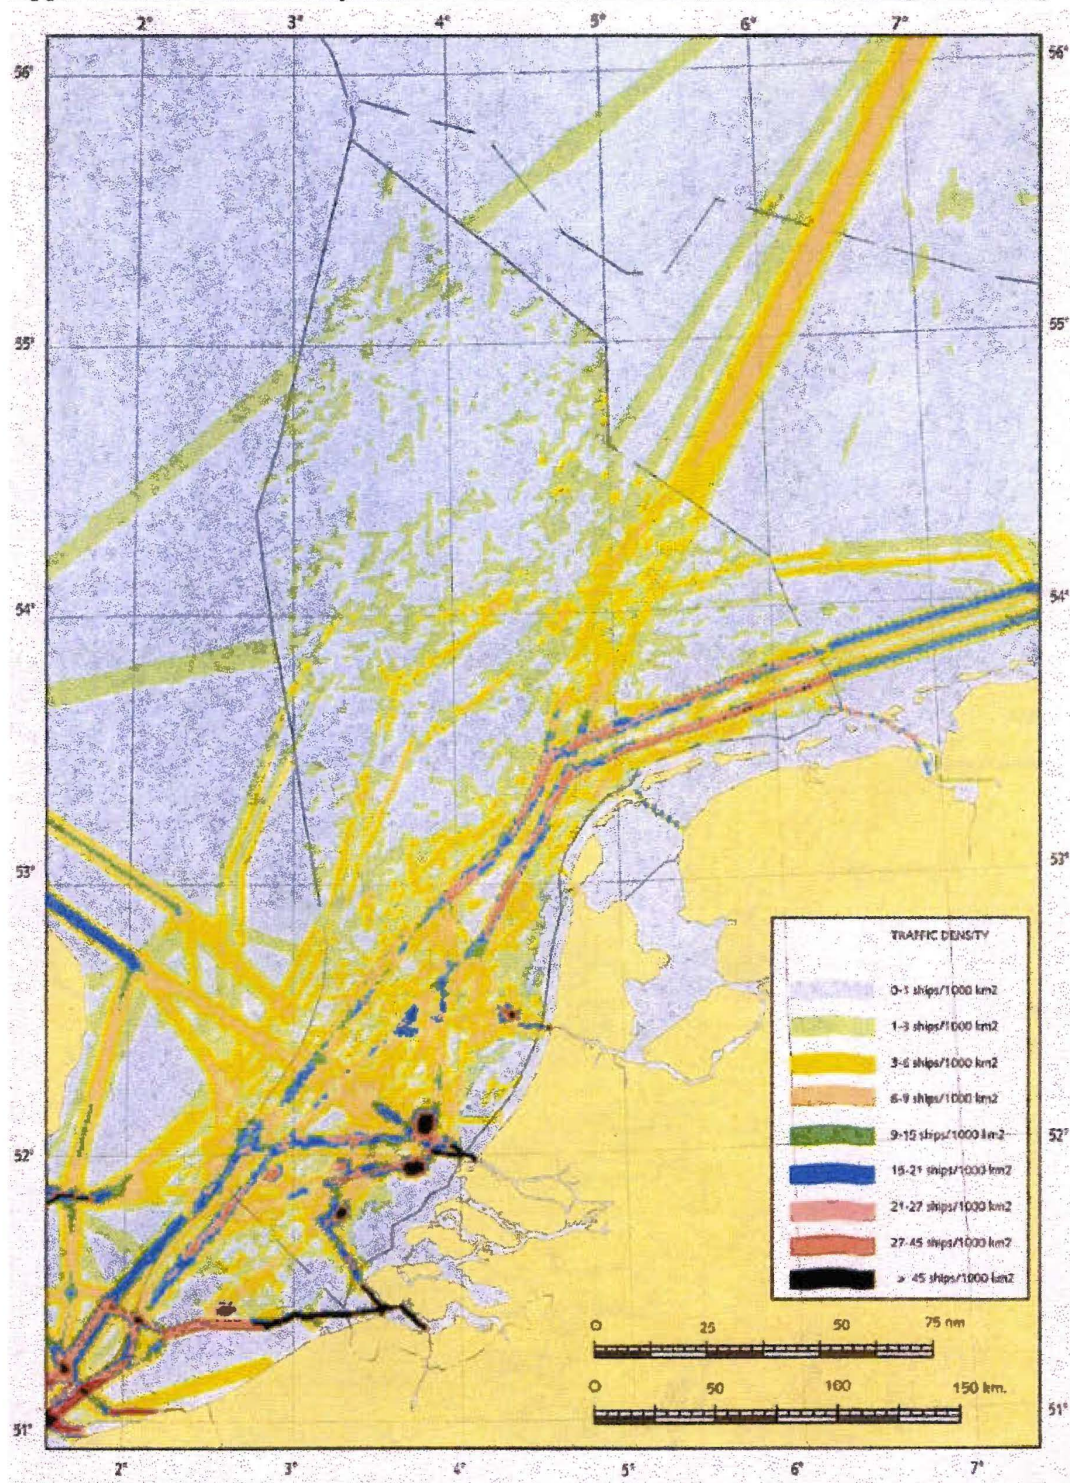 2° 3° 4° 5° 6° 7°
56° 56°
55° 55°
54° 54°
53° 53°
52° 52°
51° 51°
TRAFFIC DENSITY
0-1 ships/1000 km2
1-3 ships/1000 km2
3-6 ships/1000 km2
6-9 ships/1000 km2
9-15 ships/1000 km2
15-21 ships/1000 km2
21-27 ships/1000 km2
27-45 ships/1000 km2
> 45 ships/1000 km2
0 25 50 75 nm
0 50 100 150 km.
2° 3° 4° 5° 6° 7°